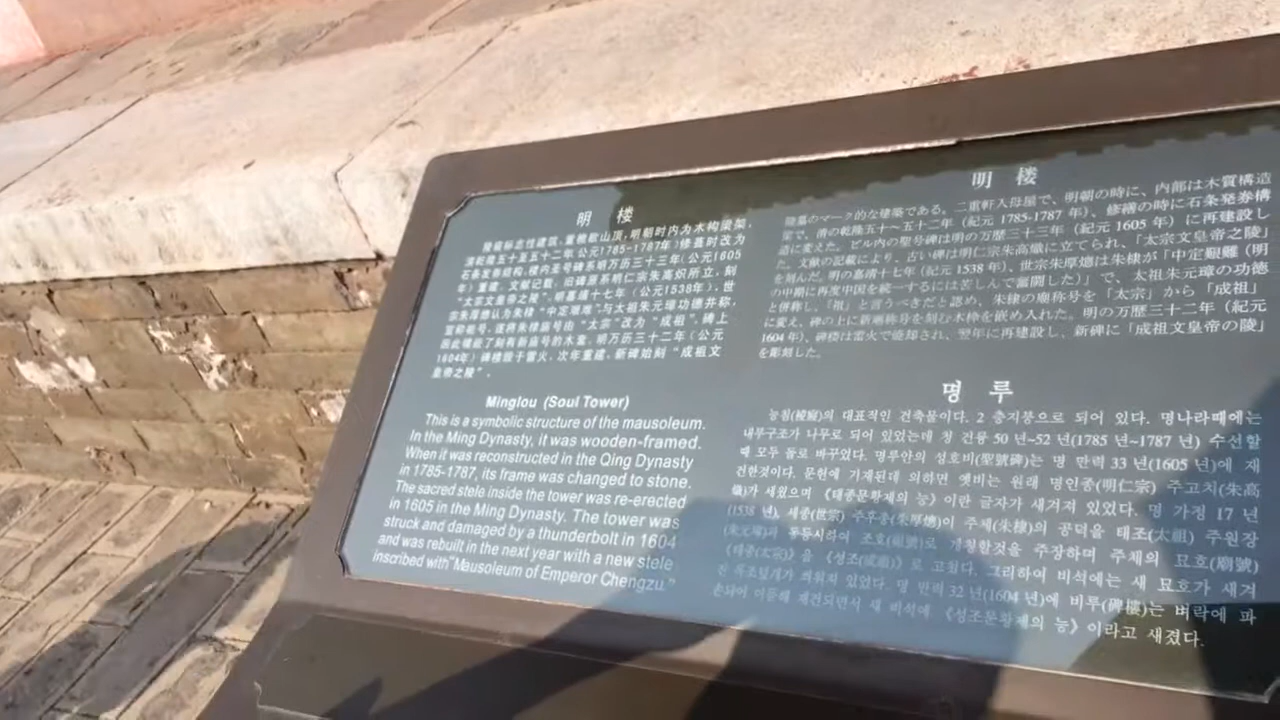 明 楼
陵寝标志性建筑，重檐歇山顶，明朝时内为木构梁架，
清乾隆五十至五十二年（公元1785-1787年）修葺时改为
石条发券结构。楼内圣号碑系明万历三十三年（公元1605
年）重建。文献记载，旧碑原系明仁宗朱高炽所立，刻
“太宗文皇帝之陵”。明嘉靖十七年（公元1538年），世
宗朱厚熜认为朱棣“中定艰难”，与太祖朱元璋功德并称，
宜称祖号，遂将朱棣庙号由“太宗”改为“成祖”，碑上
因此镶嵌了刻有新庙号的木套。明万历三十二年（公元
1604年）碑楼毁于雷火，次年重建，新碑始刻“成祖文
皇帝之陵”。
Minglou (Soul Tower)
This is a symbolic structure of the mausoleum.
In the Ming Dynasty, it was wooden-framed.
When it was reconstructed in the Qing Dynasty
in 1785-1787, its frame was changed to stone.
The sacred stele inside the tower was re-erected
in 1605 in the Ming Dynasty. The tower was
struck and damaged by a thunderbolt in 1604
and was rebuilt in the next year with a new stele
inscribed with "Mausoleum of Emperor Chengzu."
明 楼
陵墓のマーク的な建築である。二重軒入母屋で、明朝の時に、内部は木質構造
で、清の乾隆五十～五十二年（紀元 1785-1787 年）、修繕の時に石条発券構
造に変えた。ビル内の聖号碑は明の万歴三十三年（紀元 1605 年）に再建し
た。文献の記載により、古い碑は明仁宗朱高熾に立てられ、「太宗文皇帝之陵」
を刻んだ。明の嘉清十七年（紀元 1538 年）、世宗朱厚熜は朱棣が「中定艱難（明
の中期に再度中国を統一するには苦しんで奮闘した）」で、太祖朱元璋の功徳
と併称し、「祖」と言うべきだと認め、朱棣の廟称号を「太宗」から「成祖」
に変え、碑の上に新廟称号を刻む木枠を嵌め入れた。明の万歴三十二年（紀元
1604 年）、碑楼は雷火で焼却され、翌年に再建設し、新碑に「成祖文皇帝の陵」
を彫刻した。
명 루
능침(陵寢)의 대표적인 건축물이다. 2 층지붕으로 되어 있다. 명나라때에는
내부구조가 나무로 되어 있었는데 청 건륭 50 년~52 년(1785 년~1787 년) 수선할
때 모두 돌로 바꾸었다. 명루안의 성호비(聖號碑)는 명 만력 33 년(1605 년)에 재
건한것이다. 문헌에 기재된데 의하면 옛비는 원래 명인종(明仁宗) 주고치(朱高
熾)가 세웠으며 《태종문황제의 능》이란 글자가 새겨져 있었다. 명 가정 17 년
(1538 년), 세종(世宗) 주후총(朱厚熜)이 주체(朱棣)의 공덕을 태조(太祖) 주원장
(朱元璋)과 동등시하여 조호(祖號)로 가칭한것을 주장하며 주체의 묘호(廟號)
《태종(太宗)》을 《성조(成祖)》로 고쳤다. 그리하여 비석에는 새 묘호가 새겨
진 목조덮개가 씌워져 있었다. 명 만력 32 년(1604 년)에 비루(碑樓)는 벼락에 파
손되어 이듬해 재건되면서 새 비석에 《성조문황제의 능》이라고 새겼다.